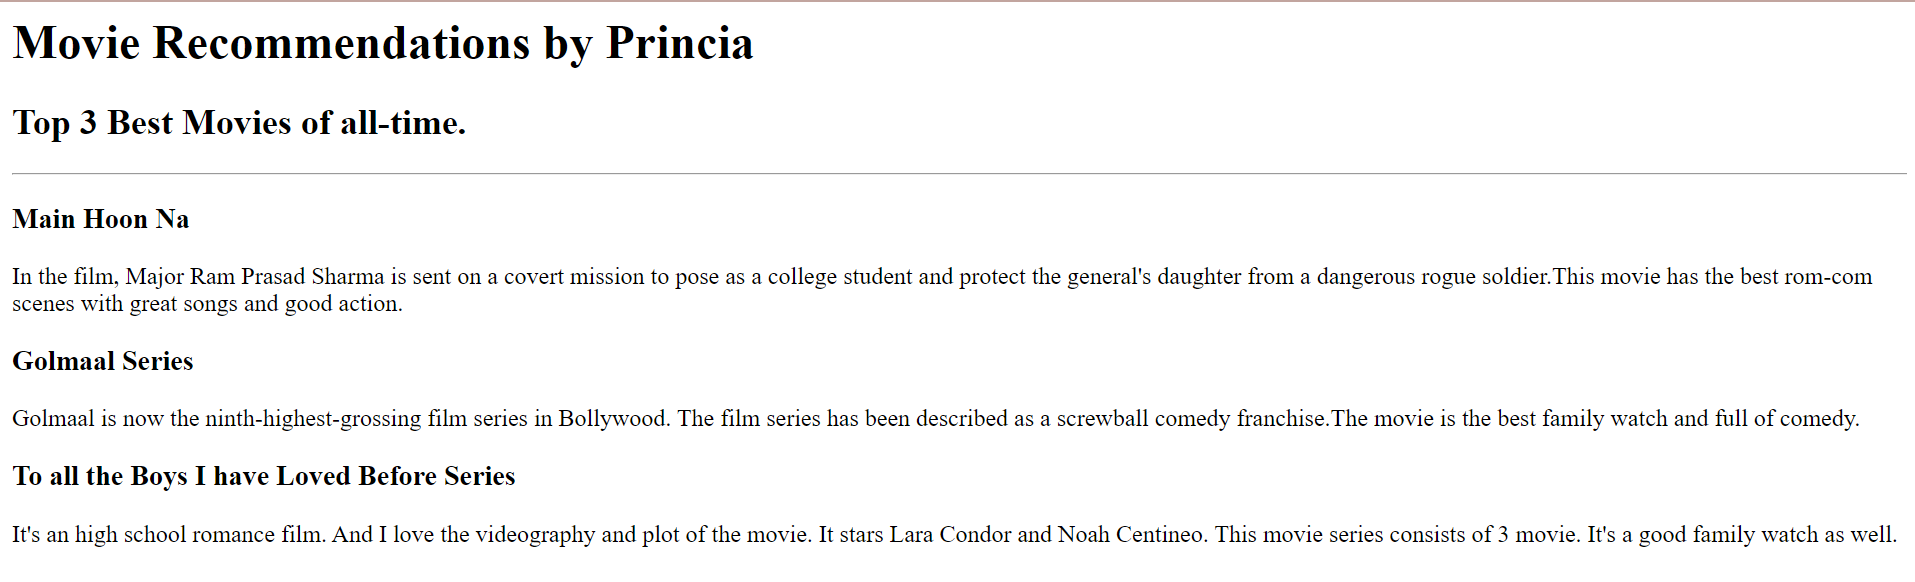 Movie Recommendations by Princia
Top 3 Best Movies of all-time.
Main Hoon Na
In the film, Major Ram Prasad Sharma is sent on a covert mission to pose as a college student and protect the general's daughter from a dangerous rogue soldier.This movie has the best rom-com
scenes with great songs and good action.
Golmaal Series
Golmaal is now the ninth-highest-grossing film series in Bollywood. The film series has been described as a screwball comedy franchise.The movie is the best family watch and full of comedy.
To all the Boys I have Loved Before Series
It's an high school romance film. And I love the videography and plot of the movie. It stars Lara Condor and Noah Centineo. This movie series consists of 3 movie. It's a good family watch as well.